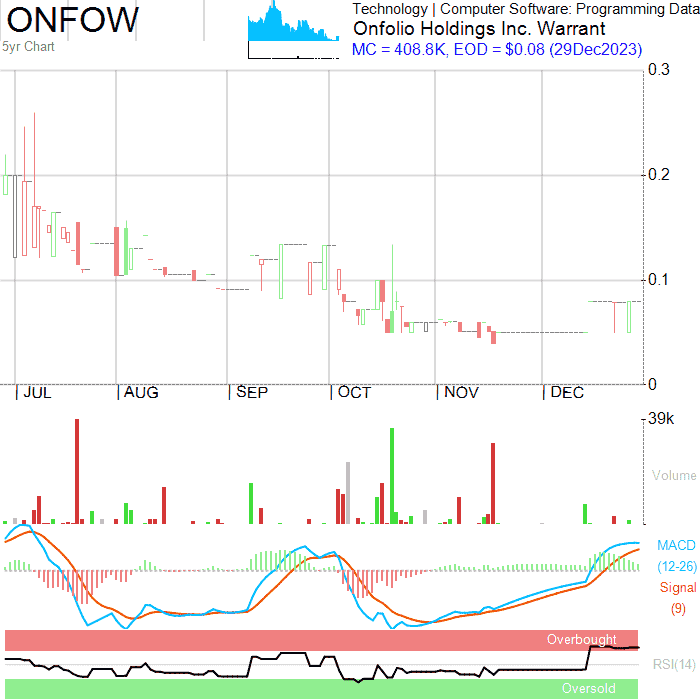 ONFOW
5yr Chart
Technology | Computer Software: Programming Data
Onfolio Holdings Inc. Warrant
MC = 408.8K, EOD = $0.08 (29Dec2023)
0.3
0.2
0.1
0
| JUL | AUG | SEP | OCT | NOV | DEC
39k
Volume
MACD
(12-26)
Signal
(9)
Overbought
RSI(14)
Oversold